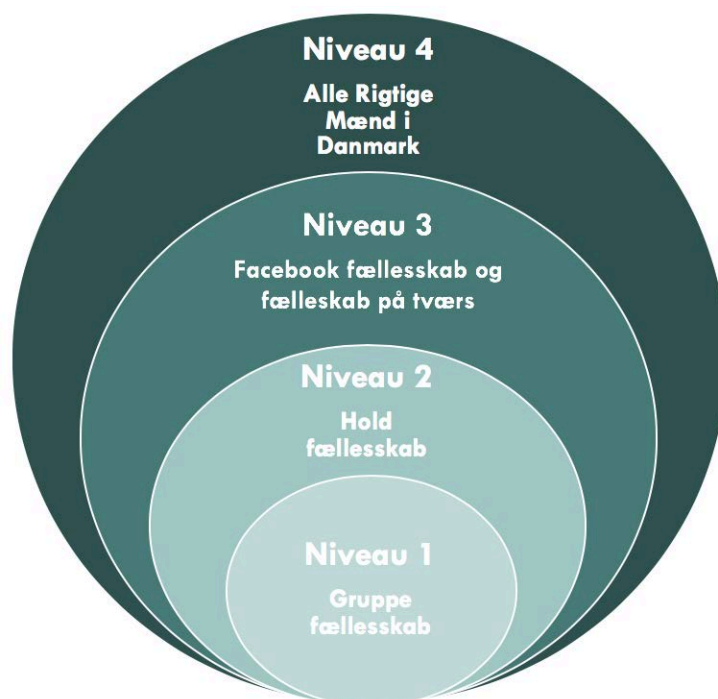 Niveau 4
Alle Rigtige
Mænd i
Danmark
Niveau 3
Facebook fællesskab og
fælleskab på tværs
Niveau 2
Hold
fællesskab
Niveau 1
Gruppe
fællesskab